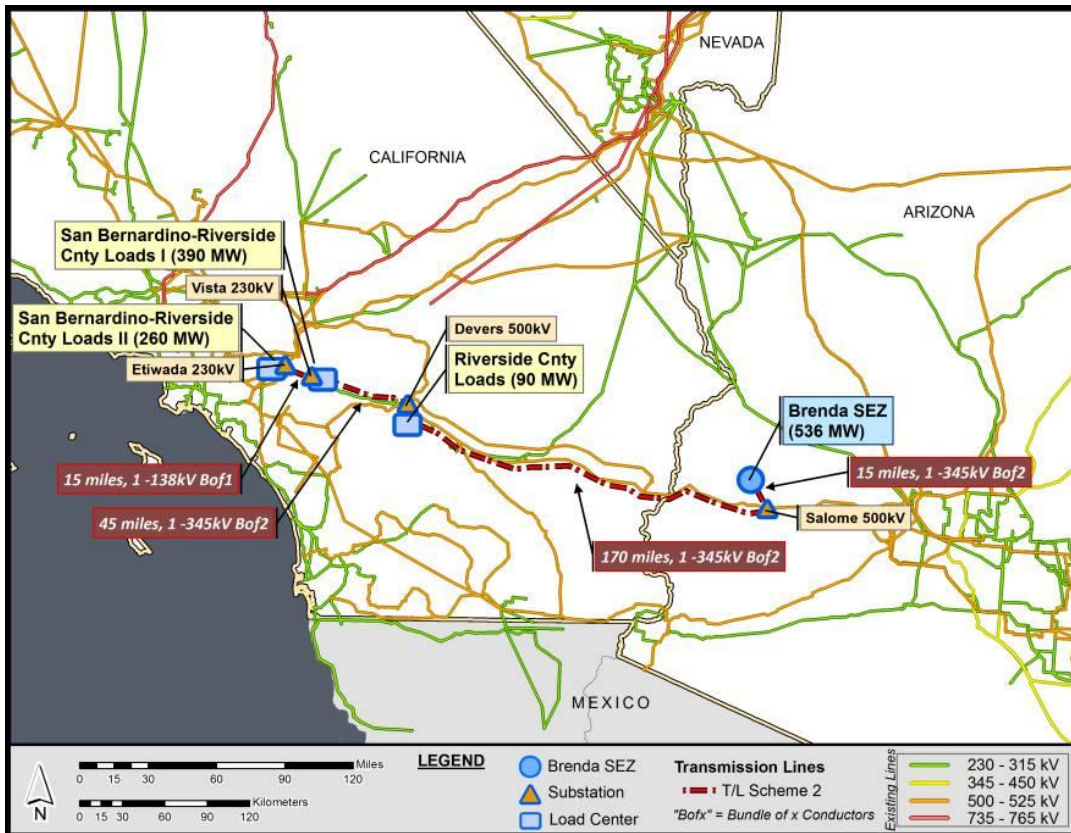 NEVADA
CALIFORNIA
ARIZONA
San Bernardino-Riverside
Cnty Loads I (390 MW)
Vista 230kV
San Bernardino-Riverside
Cnty Loads II (260 MW)
Etiwada 230kV
Devers 500kV
Riverside Cnty
Loads (90 MW)
Brenda SEZ
(536 MW)
15 miles, 1 -138kV Bof1
15 miles, 1 -345kV Bof2
45 miles, 1 -345kV Bof2
Salome 500kV
170 miles, 1 -345kV Bof2
MEXICO
N
Miles
0 15 30 60 90 120
Kilometers
0 15 30 60 90 120
LEGEND
Brenda SEZ
Substation
Load Center
Transmission Lines
T/L Scheme 2
"Bofx" = Bundle of x Conductors
Existing Lines
230 - 315 kV
345 - 450 kV
500 - 525 kV
735 - 765 kV